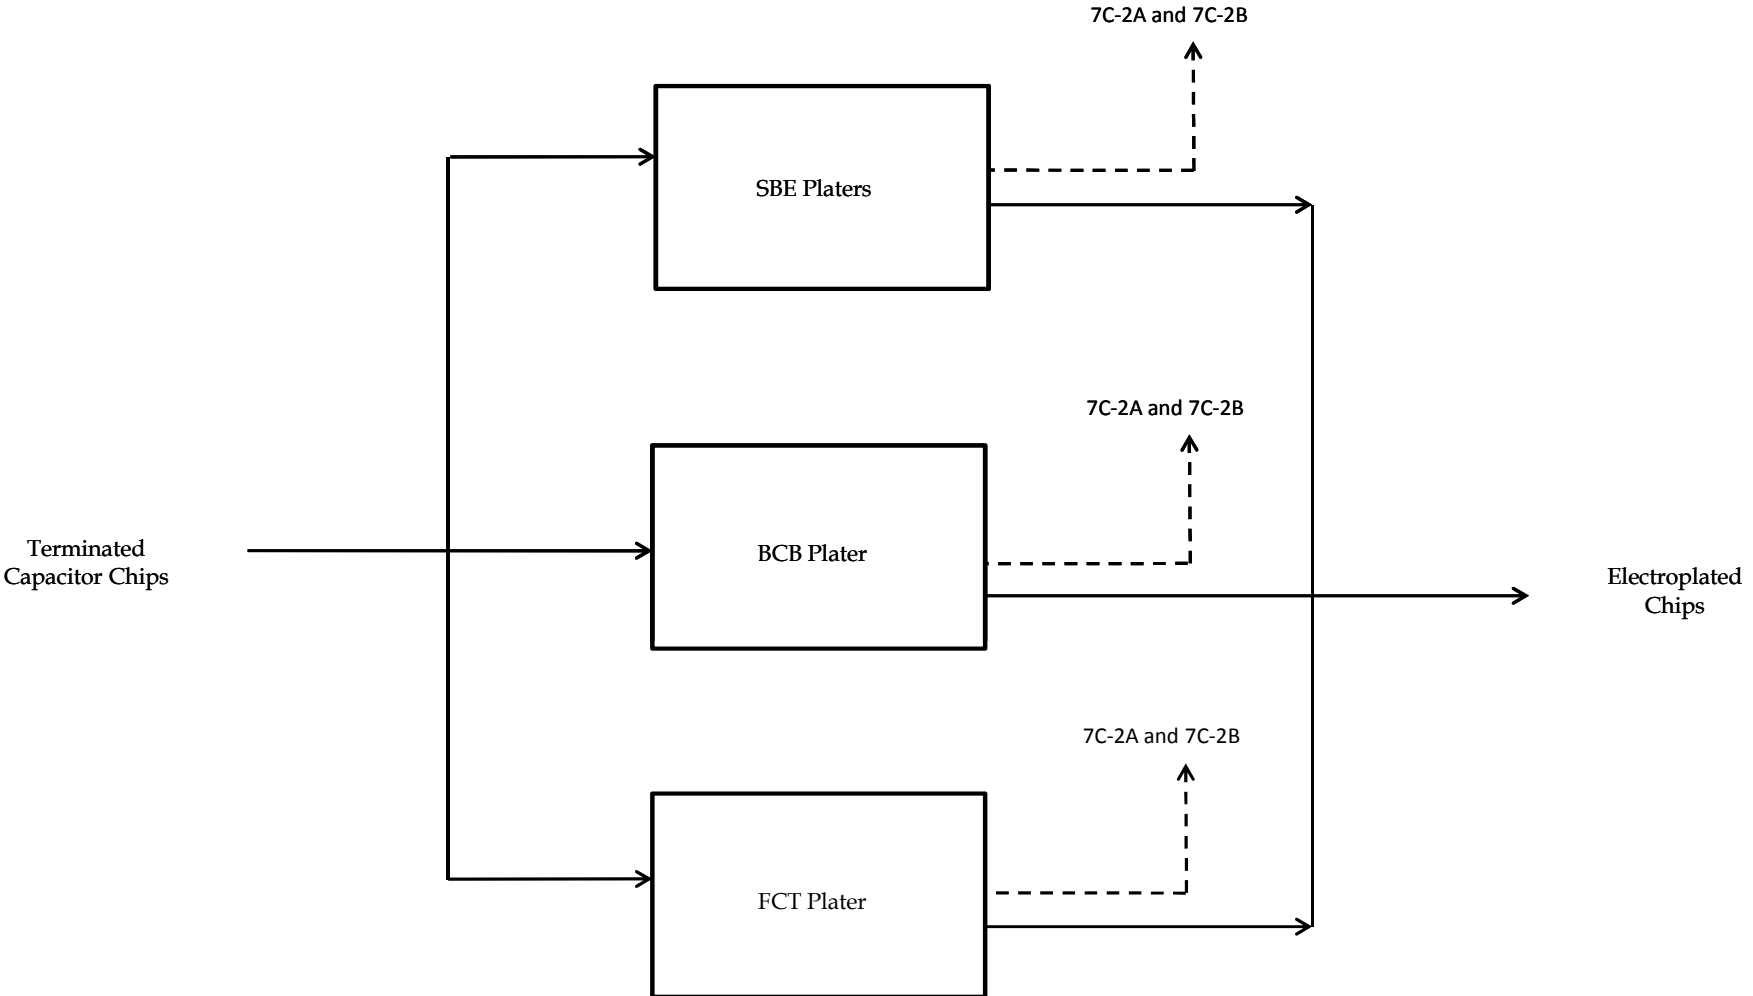 7C-2A and 7C-2B
SBE Platers
7C-2A and 7C-2B
Terminated
Capacitor Chips
BCB Plater
Electroplated
Chips
7C-2A and 7C-2B
FCT Plater